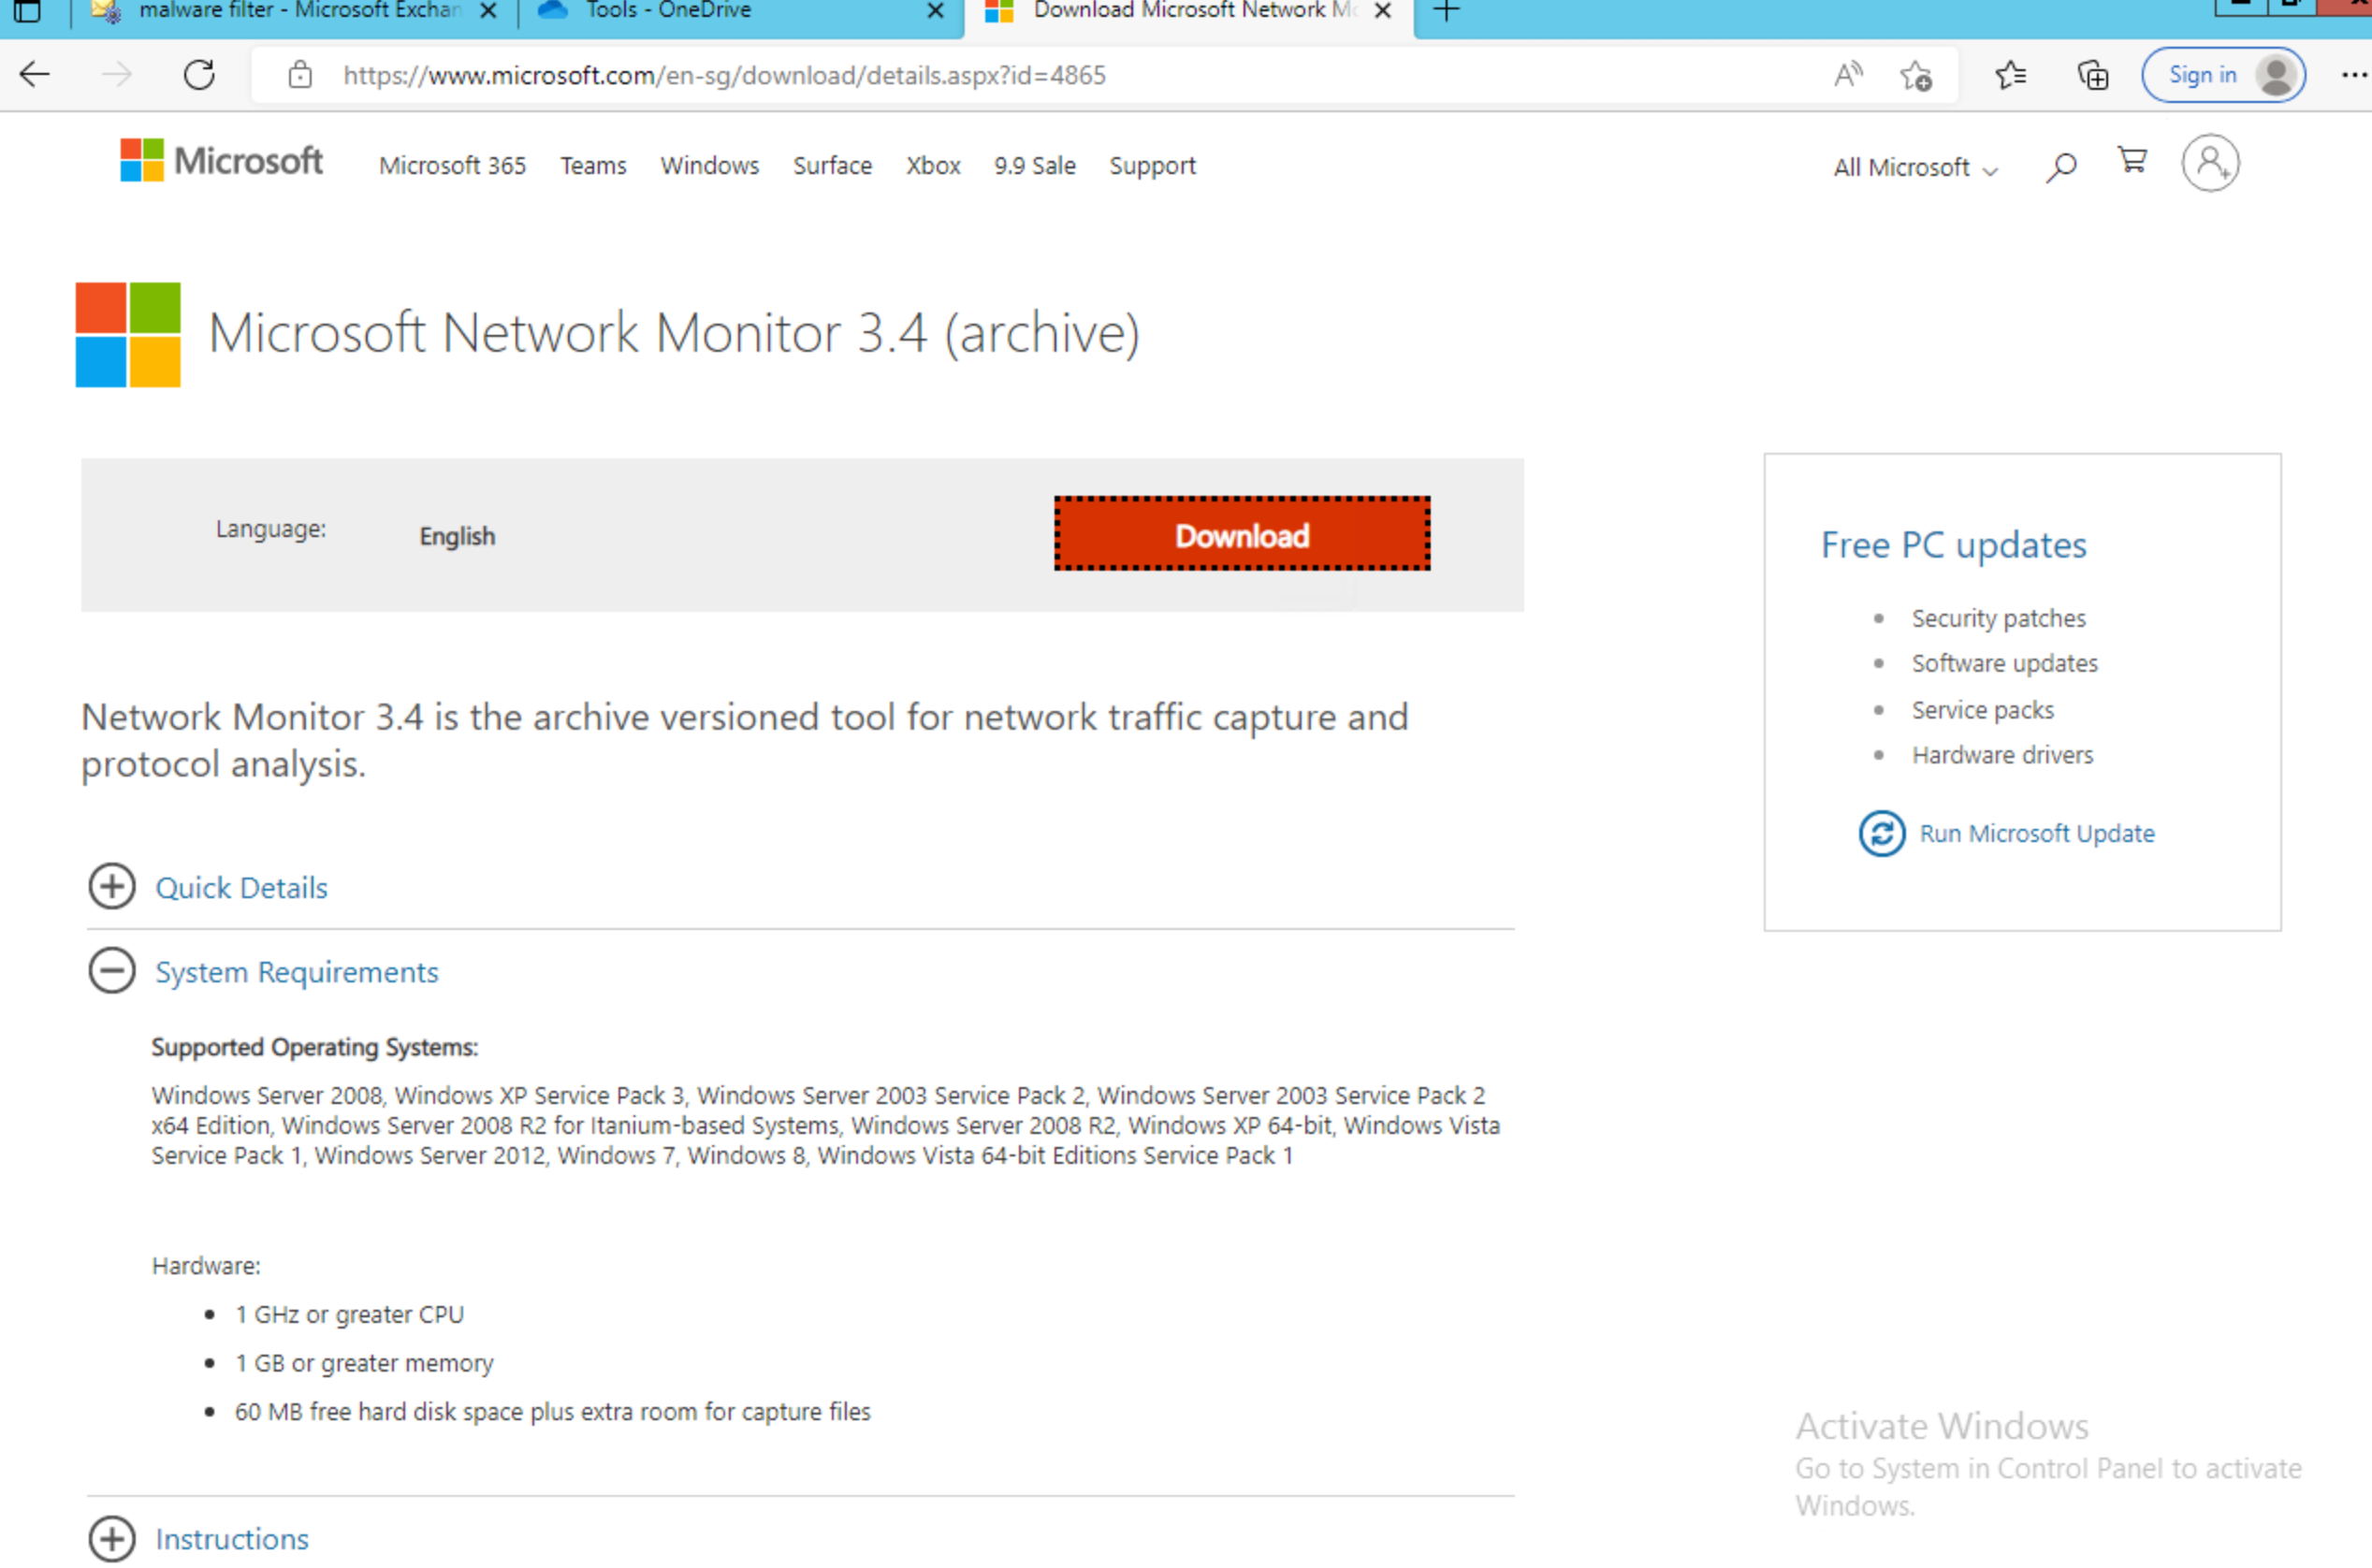 malware filter - Microsoft Exchan
Tools - OneDrive
Download Microsoft Network Mo
https://www.microsoft.com/en-sg/download/details.aspx?id=4865
Sign in
Microsoft
Microsoft 365 Teams Windows Surface Xbox 9.9 Sale Support
All Microsoft
Microsoft Network Monitor 3.4 (archive)
Language: English
Download
Network Monitor 3.4 is the archive versioned tool for network traffic capture and
protocol analysis.
Quick Details
System Requirements
Supported Operating Systems:
Windows Server 2008, Windows XP Service Pack 3, Windows Server 2003 Service Pack 2, Windows Server 2003 Service Pack 2
x64 Edition, Windows Server 2008 R2 for Itanium-based Systems, Windows Server 2008 R2, Windows XP 64-bit, Windows Vista
Service Pack 1, Windows Server 2012, Windows 7, Windows 8, Windows Vista 64-bit Editions Service Pack 1
Hardware:
1 GHz or greater CPU
1 GB or greater memory
60 MB free hard disk space plus extra room for capture files
Instructions
Free PC updates
Security patches
Software updates
Service packs
Hardware drivers
Run Microsoft Update
Activate Windows
Go to System in Control Panel to activate
Windows.